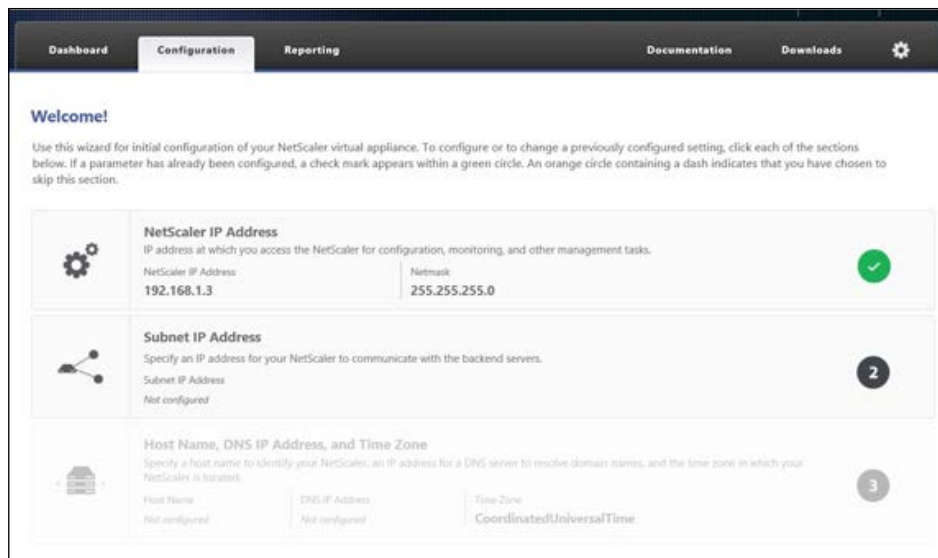 Dashboard
Configuration
Reporting
Documentation
Downloads
Welcome!
Use this wizard for initial configuration of your NetScaler virtual appliance. To configure or to change a previously configured setting, click each of the sections
below. If a parameter has already been configured, a check mark appears within a green circle. An orange circle containing a dash indicates that you have chosen to
skip this section.
NetScaler IP Address
IP address at which you access the NetScaler for configuration, monitoring, and other management tasks.
NetScaler IP Address
Netmask
192.168.1.3
255.255.255.0
Subnet IP Address
Specify an IP address for your NetScaler to communicate with the backend servers.
Subnet IP Address
Not configured
2
Host Name, DNS IP Address, and Time Zone
Specify a host name to identify your NetScaler, an IP address for a DNS server to resolve domain names, and the time zone in which your
NetScaler is located.
Host Name
DNS IP Address
Time Zone
Not configured
Not configured
CoordinatedUniversalTime
3